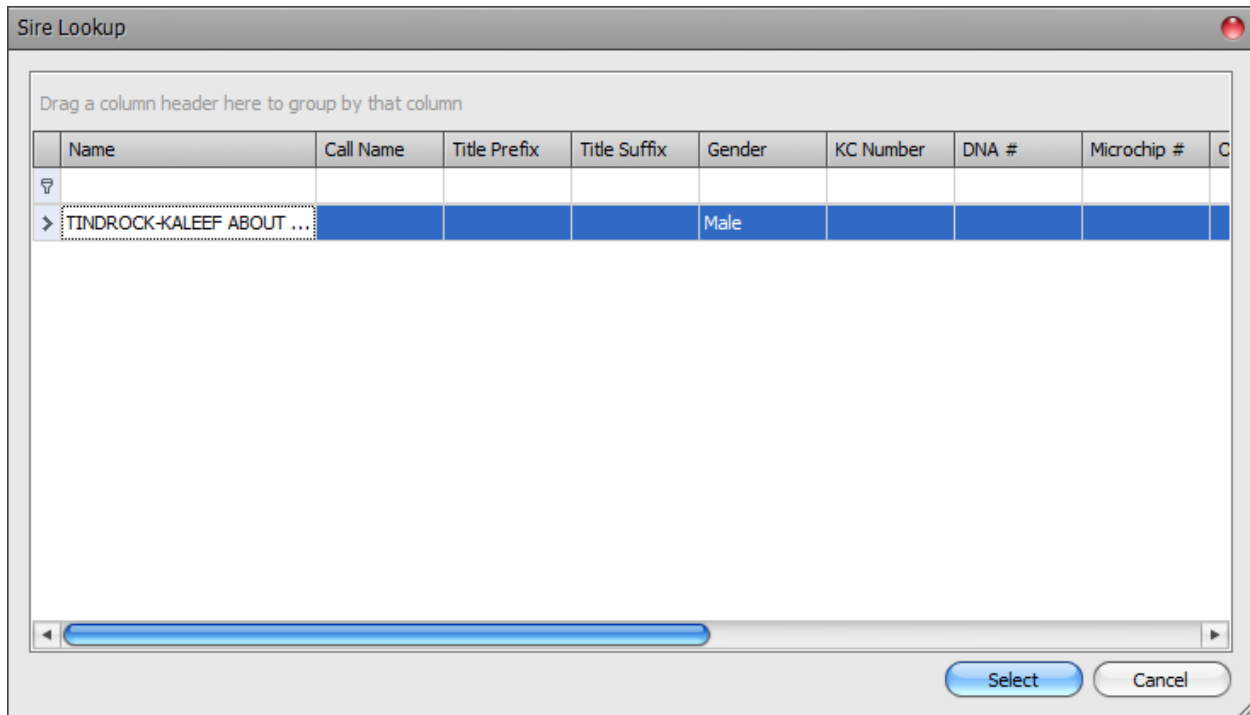 Sire Lookup
Drag a column header here to group by that column
Name Call Name Title Prefix Title Suffix Gender KC Number DNA # Microchip #
TINDROCK-KALEEF ABOUT ... Male
Select Cancel